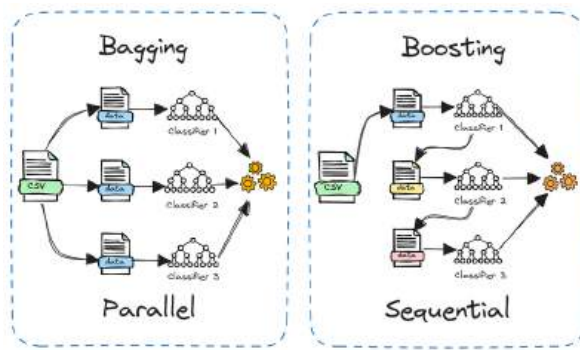 Bagging
data
Classifier 1
CSV
data
Classifier 2
data
Classifier 3
Parallel
Boosting
data
Classifier 1
CSV
data
Classifier 2
data
Classifier 3
Sequential